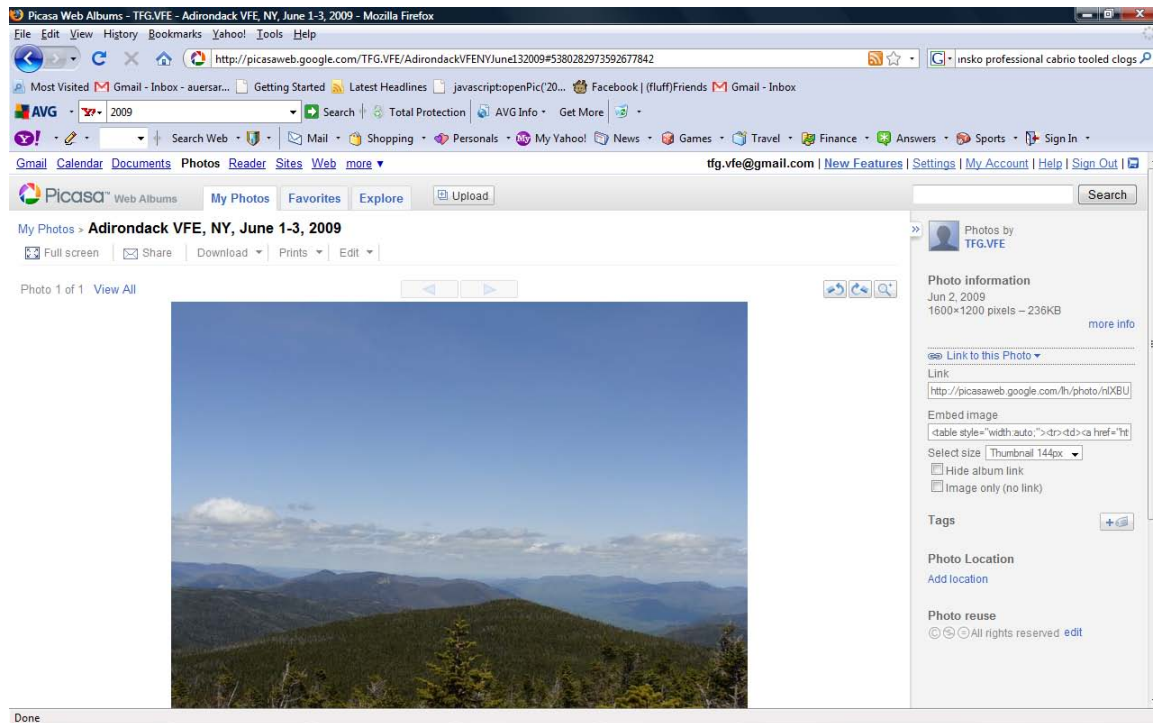 Picasa Web Albums - TFG.VFE - Adirondack VFE, NY, June 1-3, 2009 - Mozilla Firefox
File Edit View History Bookmarks Yahoo! Tools Help
http://picasaweb.google.com/TFG.VFE/AdirondackVFENYJune132009#5380282973592677842
G insko professional cabrio tooled clogs
Most Visited Gmail - Inbox - auersar... Getting Started Latest Headlines javascript:openPic('20... Facebook | (fluff)Friends Gmail - Inbox
AVG Y? 2009 Search Total Protection AVG Info Get More
Y! Search Web Mail Shopping Personals My Yahoo! News Games Travel Finance Answers Sports Sign In
Gmail Calendar Documents Photos Reader Sites Web more ▼ tfg.vfe@gmail.com | New Features | Settings | My Account | Help | Sign Out |
Picasa™ Web Albums My Photos Favorites Explore Upload Search
My Photos > Adirondack VFE, NY, June 1-3, 2009
Full screen Share Download Prints Edit
Photo 1 of 1 View All
Photos by
TFG.VFE
Photo information
Jun 2, 2009
1600×1200 pixels – 236KB
more info
Link to this Photo
Link
http://picasaweb.google.com/lh/photo/nIXBU
Embed image
<table style="width:auto;"><tr><td><a href="ht
Select size Thumbnail 144px
Hide album link
Image only (no link)
Tags
Photo Location
Add location
Photo reuse
All rights reserved edit
Done